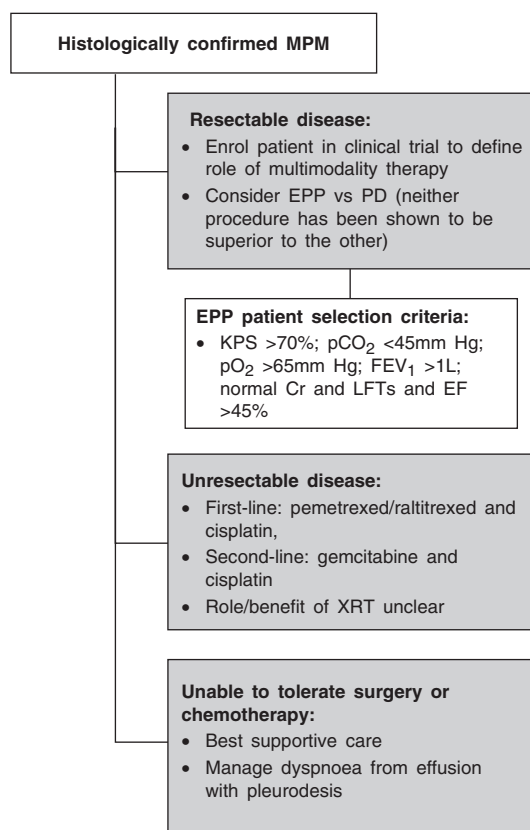 Histologically confirmed MPM
Resectable disease:
• Enrol patient in clinical trial to define
role of multimodality therapy
• Consider EPP vs PD (neither
procedure has been shown to be
superior to the other)
EPP patient selection criteria:
• KPS >70%; pCO₂ <45mm Hg;
pO₂ >65mm Hg; FEV₁ >1L;
normal Cr and LFTs and EF
>45%
Unresectable disease:
• First-line: pemetrexed/raltitrexed and
cisplatin,
• Second-line: gemcitabine and
cisplatin
• Role/benefit of XRT unclear
Unable to tolerate surgery or
chemotherapy:
• Best supportive care
• Manage dyspnoea from effusion
with pleurodesis